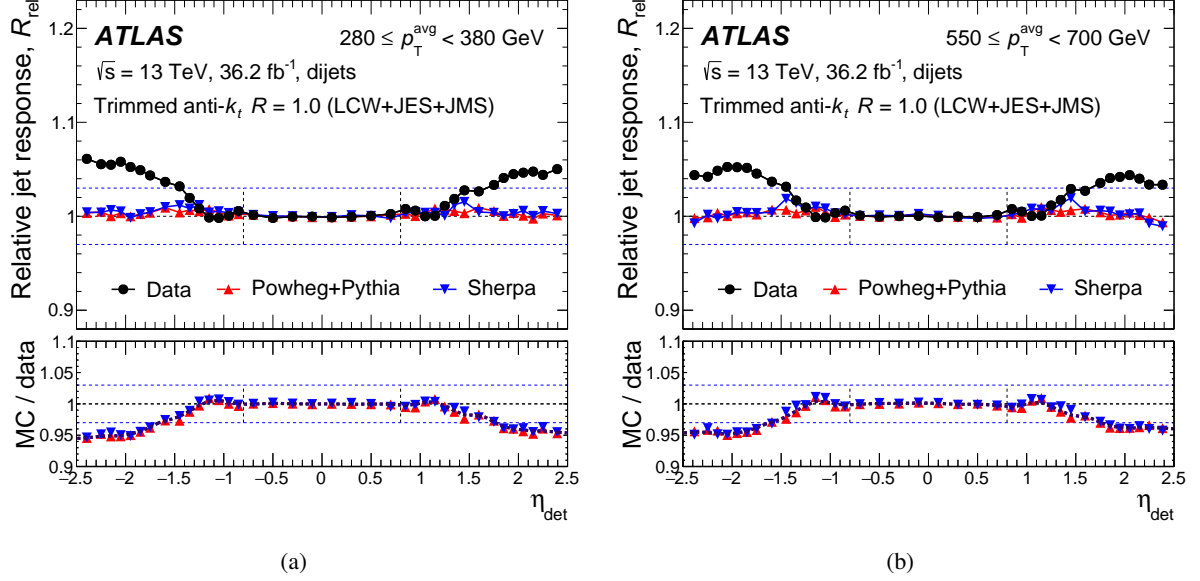 Relative jet response, R_rel
1.2
1.1
1
0.9
ATLAS
280 ≤ p_T^avg < 380 GeV
√s = 13 TeV, 36.2 fb⁻¹, dijets
Trimmed anti-k_t R = 1.0 (LCW+JES+JMS)
Data
Powheg+Pythia
Sherpa
MC / data
1.1
1.05
1
0.95
0.9
−2.5 −2 −1.5 −1 −0.5 0 0.5 1 1.5 2 2.5
η_det
(a)
Relative jet response, R_rel
1.2
1.1
1
0.9
ATLAS
550 ≤ p_T^avg < 700 GeV
√s = 13 TeV, 36.2 fb⁻¹, dijets
Trimmed anti-k_t R = 1.0 (LCW+JES+JMS)
Data
Powheg+Pythia
Sherpa
MC / data
1.1
1.05
1
0.95
0.9
−2.5 −2 −1.5 −1 −0.5 0 0.5 1 1.5 2 2.5
η_det
(b)